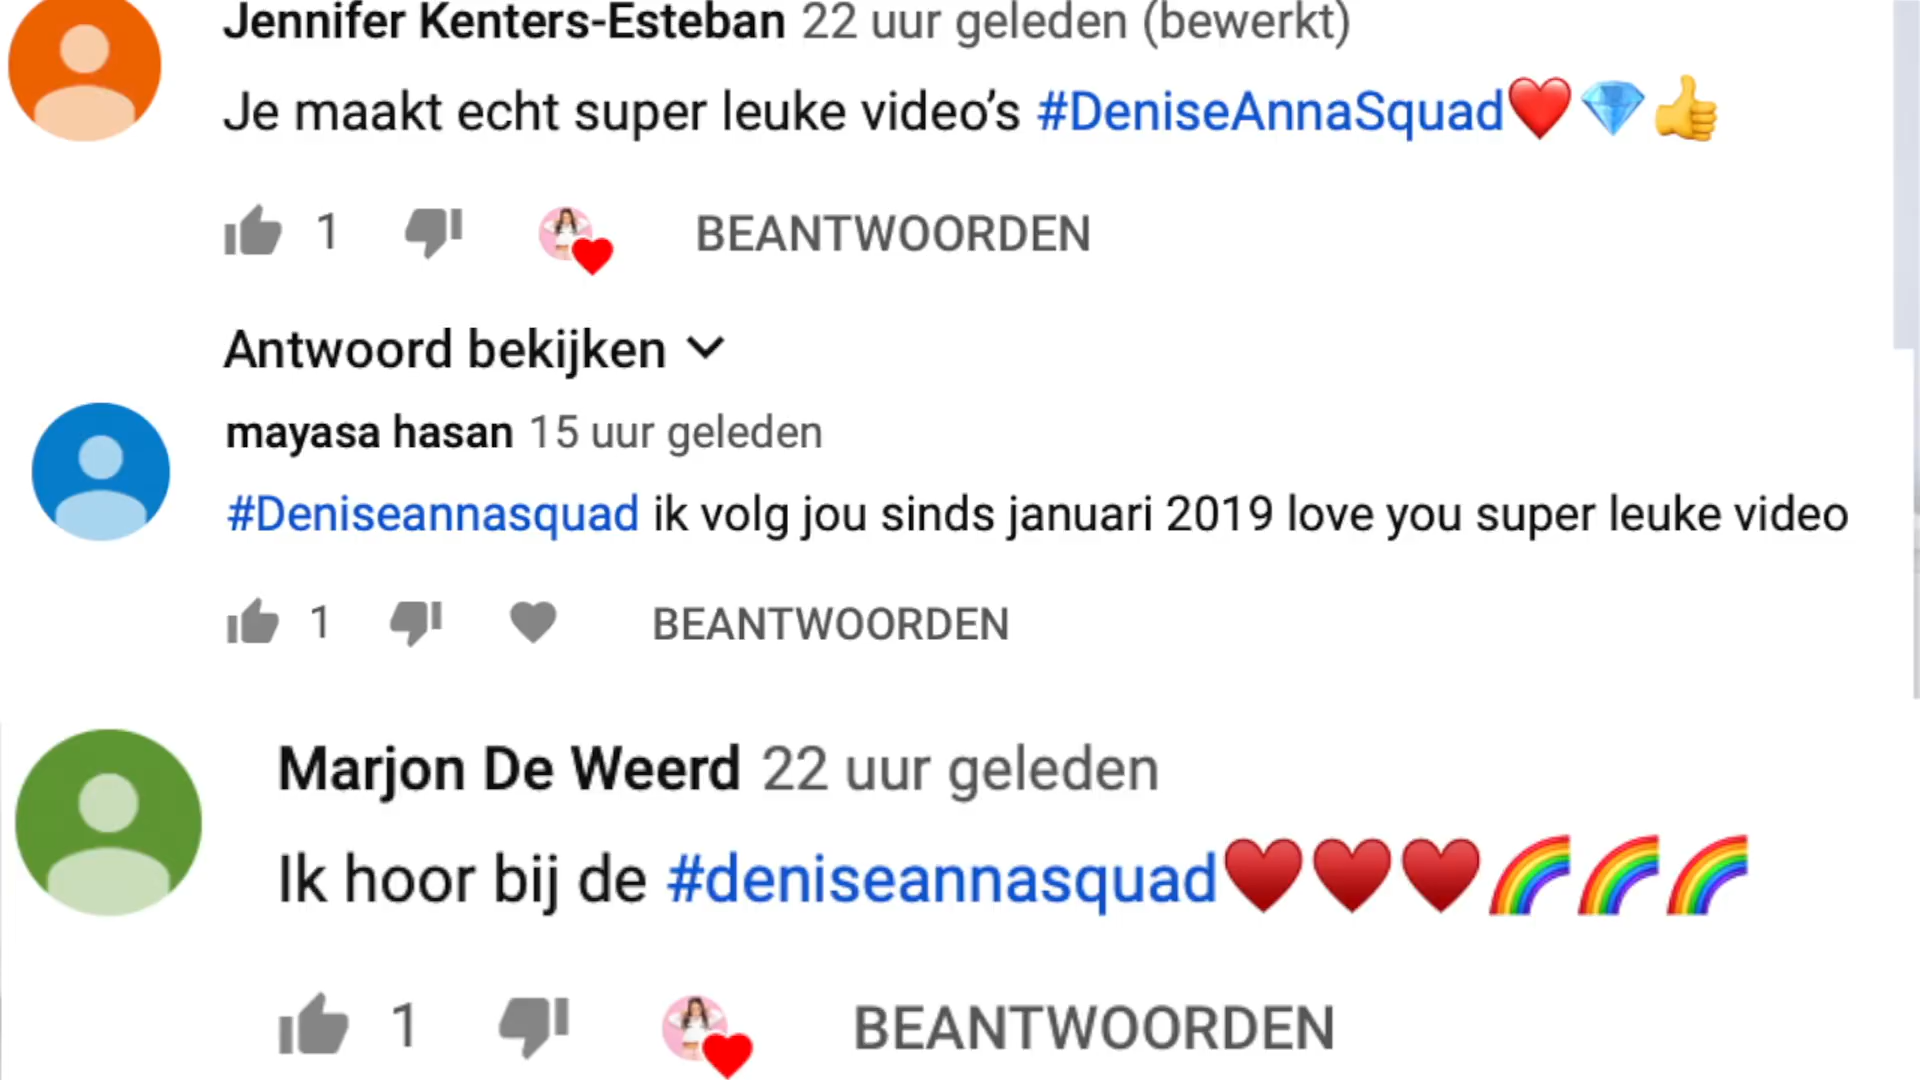 Jennifer Kenters-Esteban 22 uur geleden (bewerkt)
Je maakt echt super leuke video’s #DeniseAnnaSquad❤️💎👍
1 BEANTWOORDEN
Antwoord bekijken
mayasa hasan 15 uur geleden
#Deniseannasquad ik volg jou sinds januari 2019 love you super leuke video
1 BEANTWOORDEN
Marjon De Weerd 22 uur geleden
Ik hoor bij de #deniseannasquad♥️♥️♥️🌈🌈🌈
1 BEANTWOORDEN